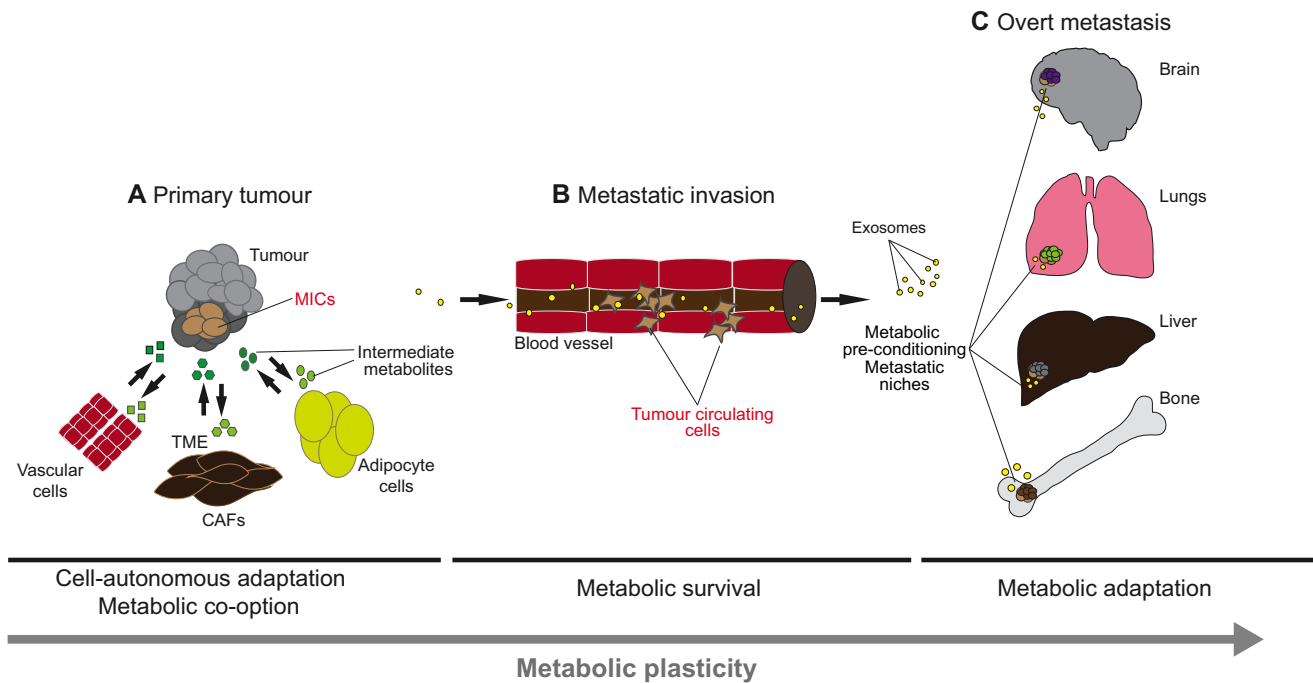 A Primary tumour
Tumour
MICs
Intermediate
metabolites
Vascular
cells
TME
CAFs
Adipocyte
cells
B Metastatic invasion
Blood vessel
Tumour circulating
cells
Exosomes
Metabolic
pre-conditioning
Metastatic
niches
C Overt metastasis
Brain
Lungs
Liver
Bone
Cell-autonomous adaptation
Metabolic co-option
Metabolic survival
Metabolic adaptation
Metabolic plasticity